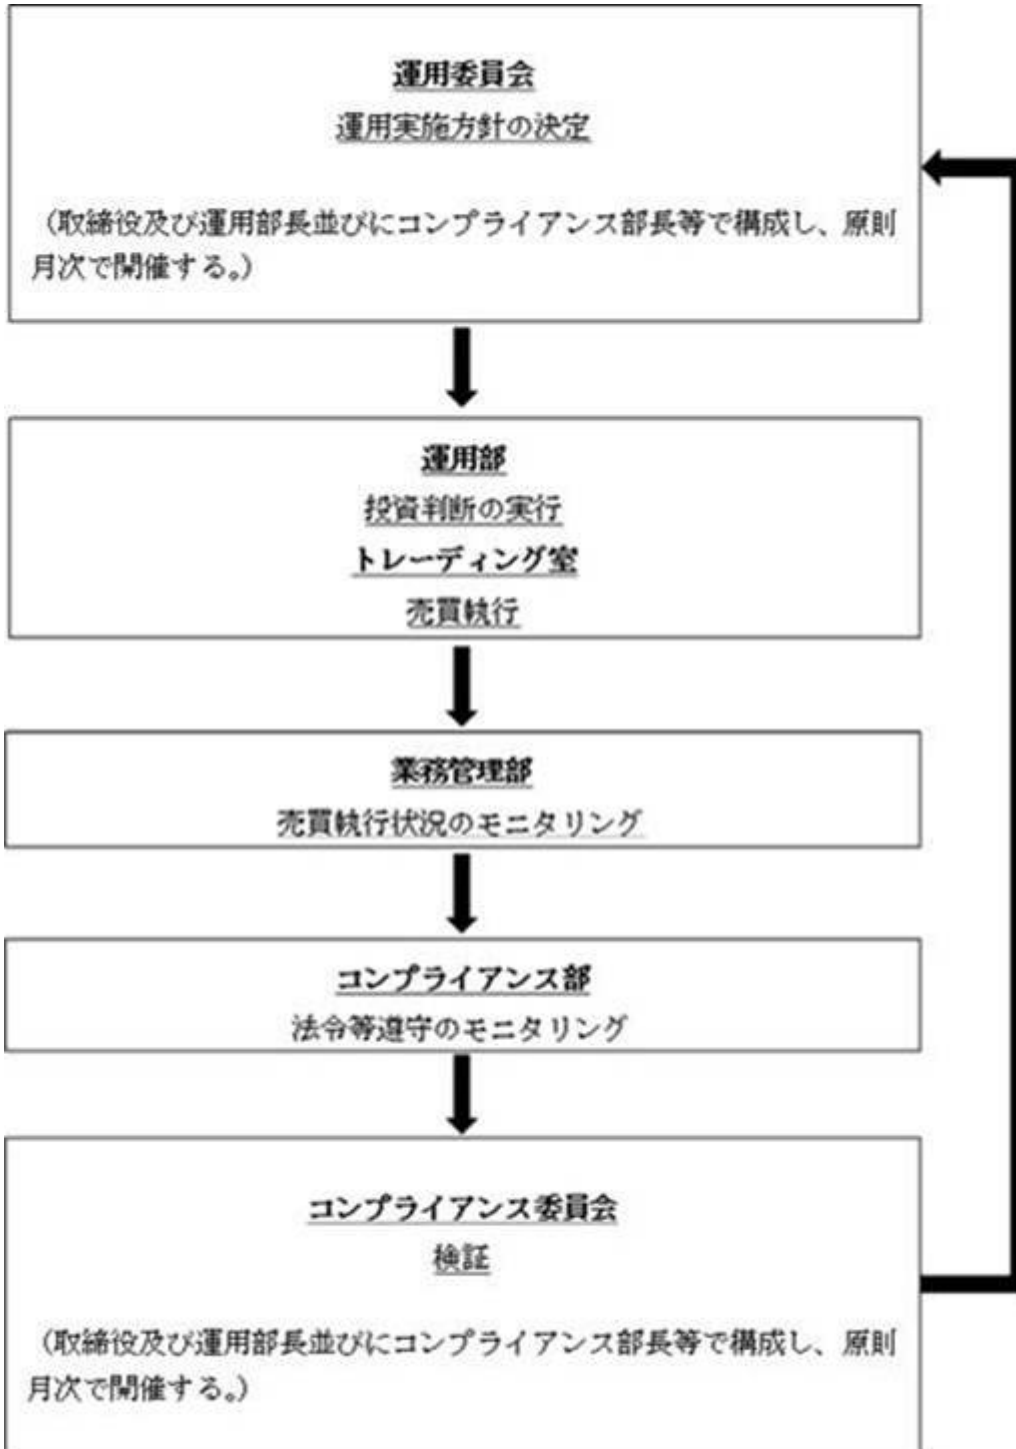 運用委員会
運用実施方針の決定
（取締役及び運用部長並びにコンプライアンス部長等で構成し、原則
月次で開催する。）
運用部
投資判断の実行
トレーディング室
売買執行
業務管理部
売買執行状況のモニタリング
コンプライアンス部
法令等遵守のモニタリング
コンプライアンス委員会
検証
（取締役及び運用部長並びにコンプライアンス部長等で構成し、原則
月次で開催する。）